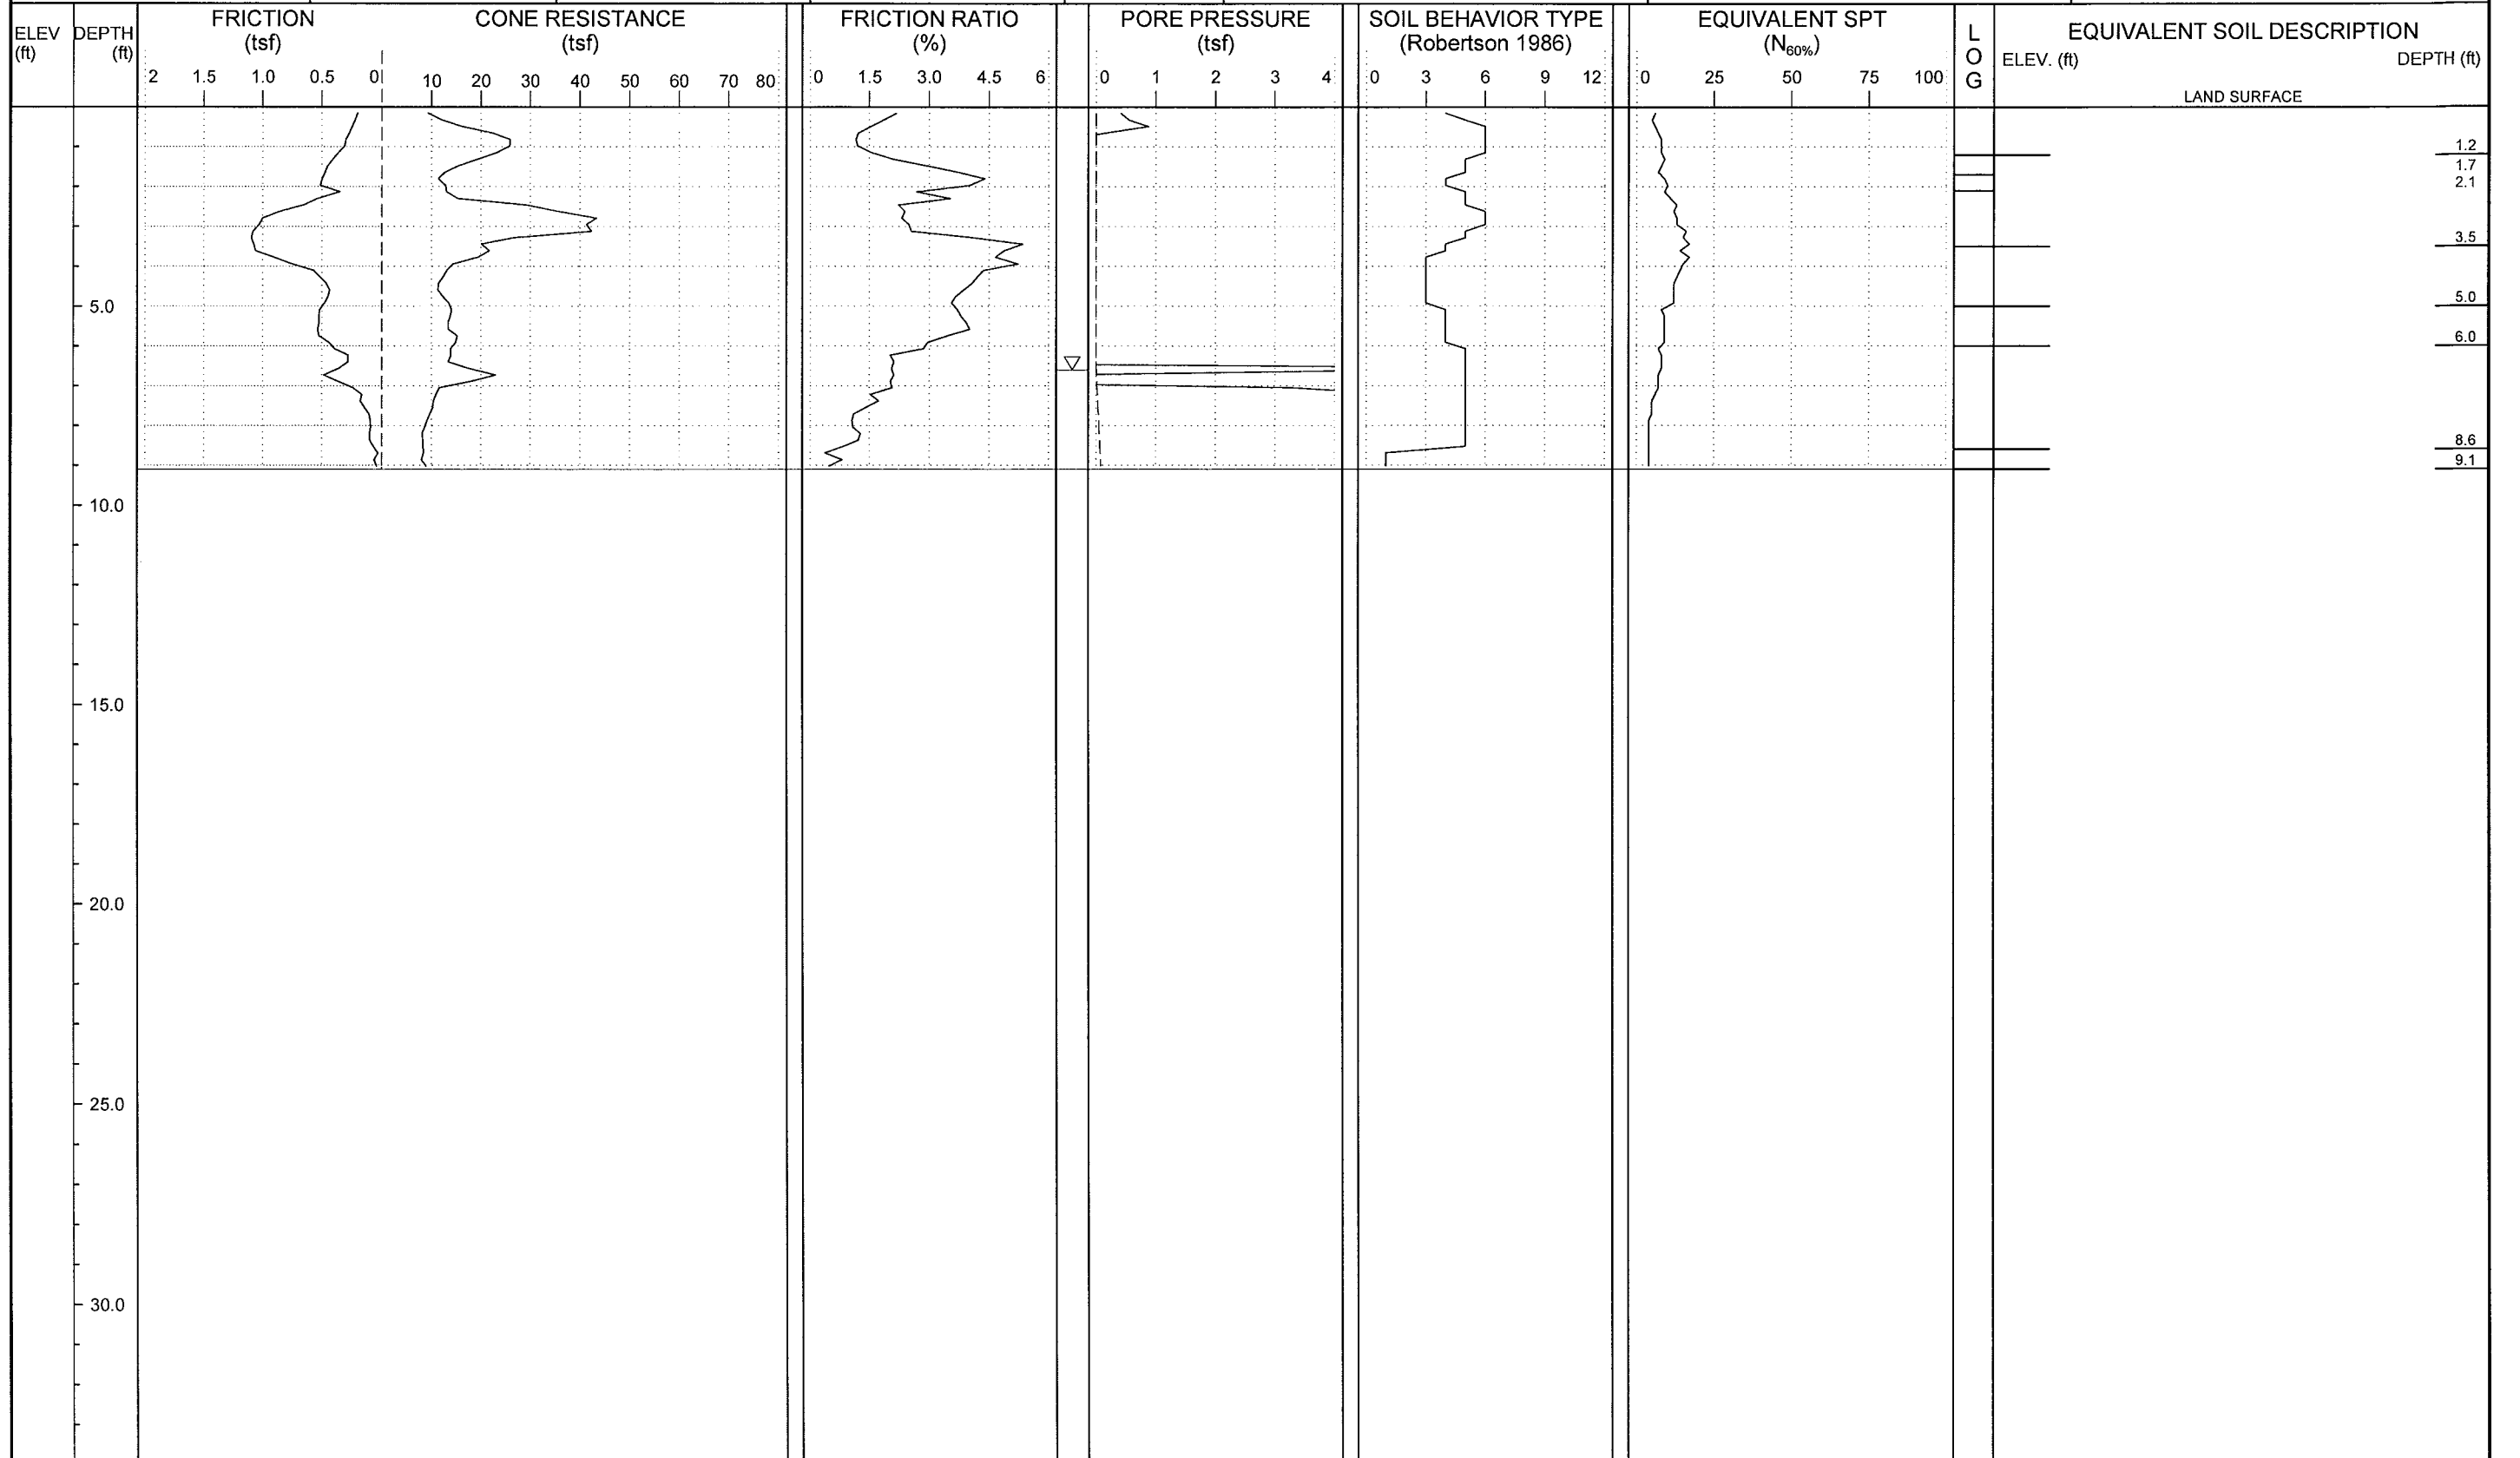 ELEV
(ft)
DEPTH
(ft)
FRICTION
(tsf)
2 1.5 1.0 0.5 0
CONE RESISTANCE
(tsf)
10 20 30 40 50 60 70 80
FRICTION RATIO
(%)
0 1.5 3.0 4.5 6
PORE PRESSURE
(tsf)
0 1 2 3 4
SOIL BEHAVIOR TYPE
(Robertson 1986)
0 3 6 9 12
EQUIVALENT SPT
(N60%)
0 25 50 75 100
L
O
G
EQUIVALENT SOIL DESCRIPTION
ELEV. (ft) DEPTH (ft)
LAND SURFACE
1.2
1.7
2.1
3.5
5.0
6.0
8.6
9.1
5.0
10.0
15.0
20.0
25.0
30.0